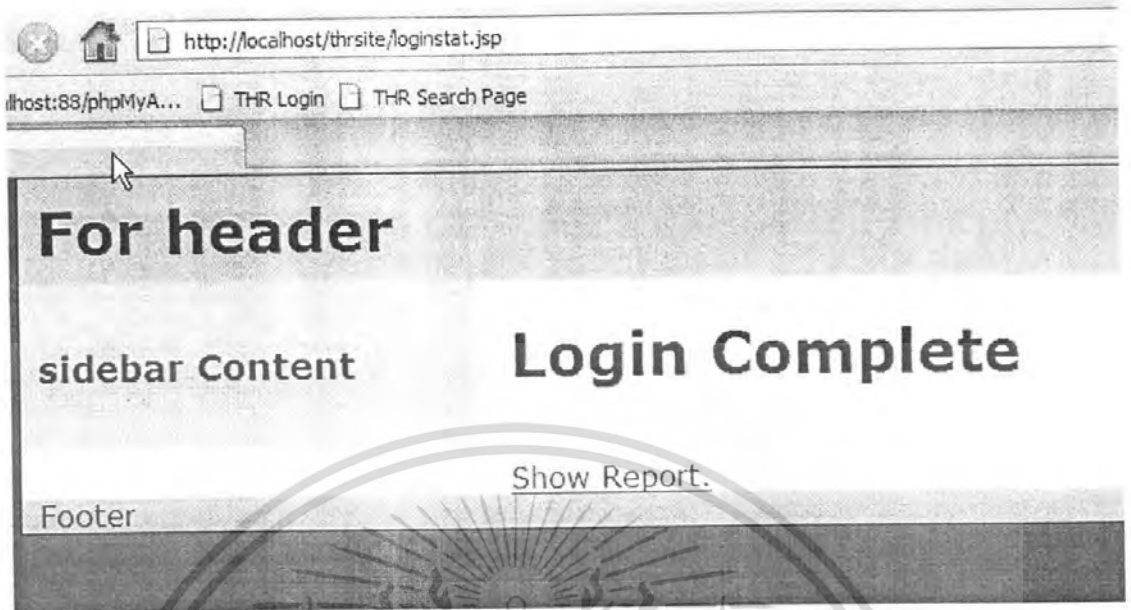 http://localhost/thrsite/loginstat.jsp
lhost:88/phpMyA... THR Login THR Search Page
For header
sidebar Content
Login Complete
Show Report.
Footer